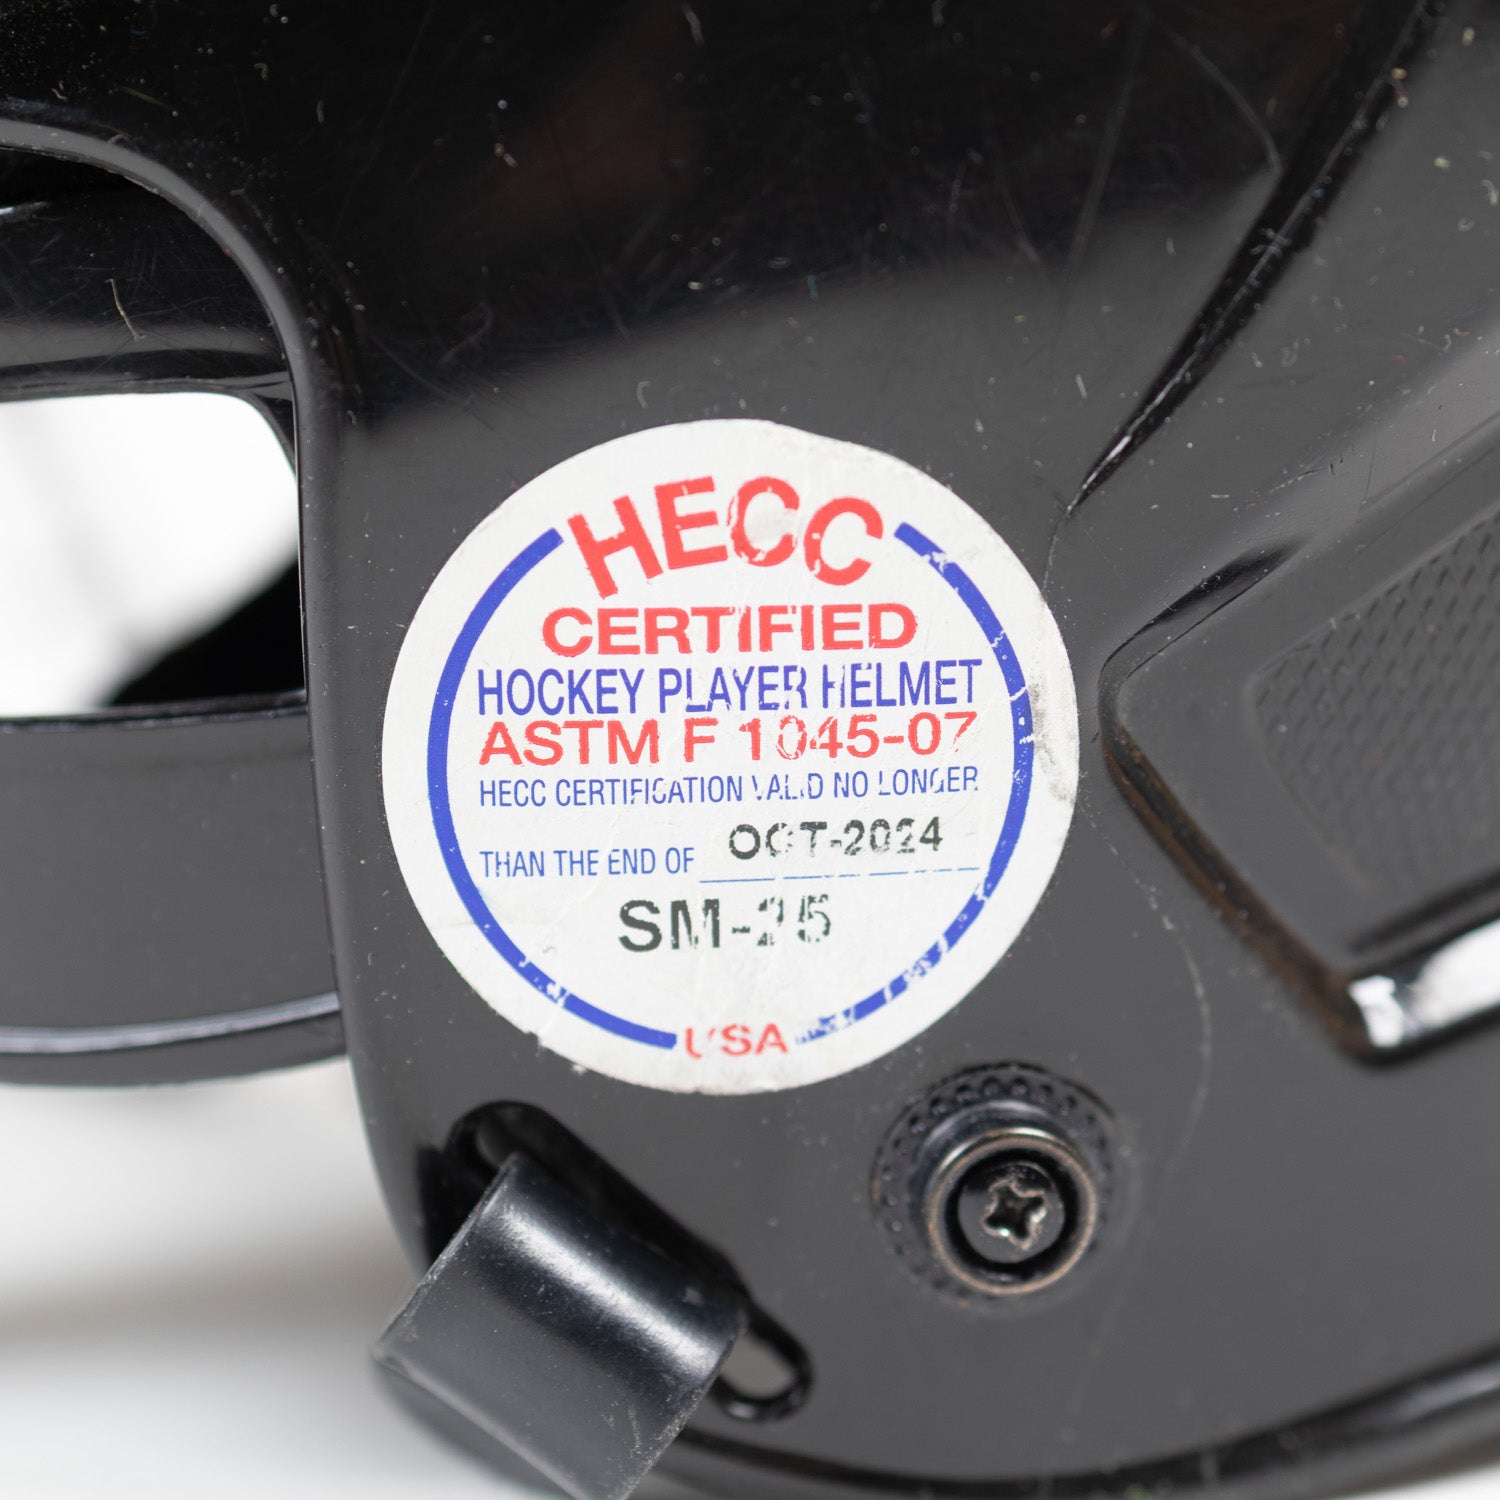 HECC
CERTIFIED
HOCKEY PLAYER HELMET
ASTM F 1045-07
HECC CERTIFICATION VALID NO LONGER
THAN THE END OF OCT-2024
SM-25
USA